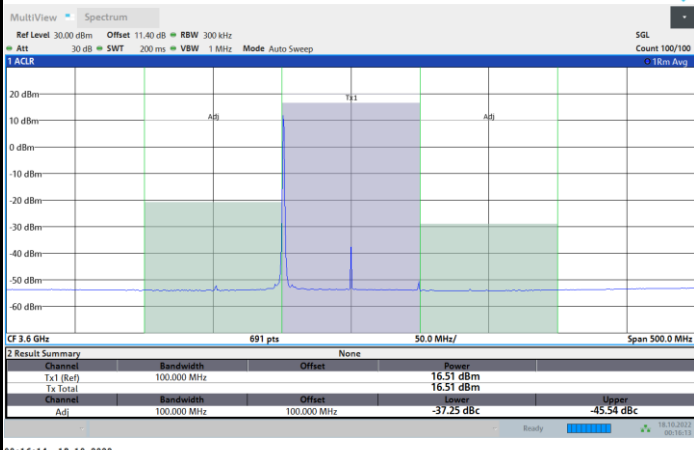 MultiView Spectrum
Ref Level 30.00 dBm Offset 11.40 dB RBW 300 kHz SGL
Att 30 dB SWT 200 ms VBW 1 MHz Mode Auto Sweep Count 100/100
1 ACLR 1Rm Avg
20 dBm
Tx1
10 dBm Adj Adj
0 dBm
-10 dBm
-20 dBm
-30 dBm
-40 dBm
-50 dBm
-60 dBm
CF 3.6 GHz 691 pts 50.0 MHz/ Span 500.0 MHz
2 Result Summary None
Channel Bandwidth Offset Power
Tx1 (Ref) 100.000 MHz 16.51 dBm
Tx Total 16.51 dBm
Channel Bandwidth Offset Lower Upper
Adj 100.000 MHz 100.000 MHz -37.25 dBc -45.54 dBc
Ready 18.10.2022
00:16:13